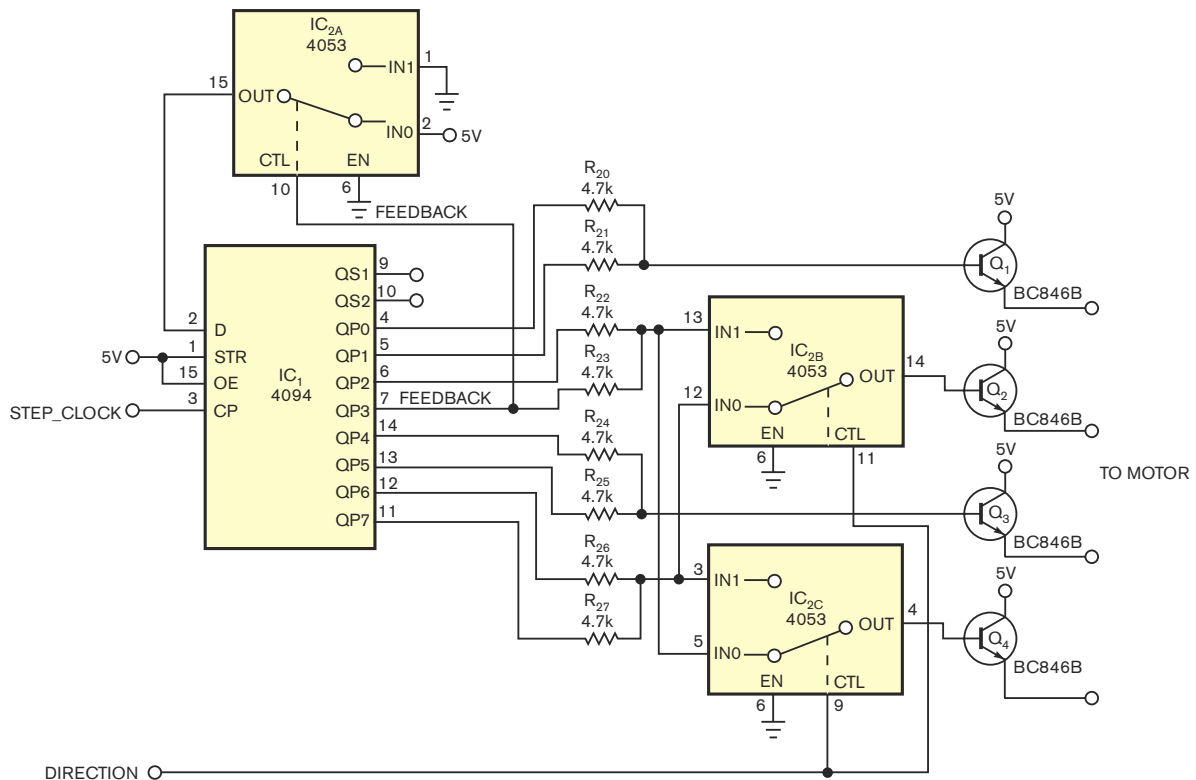 IC2A
4053
IN1
1
15
OUT
IN0
2
5V
CTL
EN
10
6
FEEDBACK
R20
4.7k
R21
4.7k
5V
Q1
BC846B
QS1
9
QS2
10
2
D
QP0
4
5V
1
STR
QP1
5
15
OE
IC1
4094
QP2
6
STEP_CLOCK
3
CP
QP3
7
FEEDBACK
QP4
14
QP5
13
QP6
12
QP7
11
R22
4.7k
R23
4.7k
R24
4.7k
R25
4.7k
R26
4.7k
R27
4.7k
13
IN1
IC2B
4053
OUT
14
12
IN0
EN
CTL
6
11
5V
Q2
BC846B
5V
TO MOTOR
Q3
BC846B
3
IN1
IC2C
4053
OUT
4
5
IN0
EN
CTL
6
9
5V
Q4
BC846B
DIRECTION